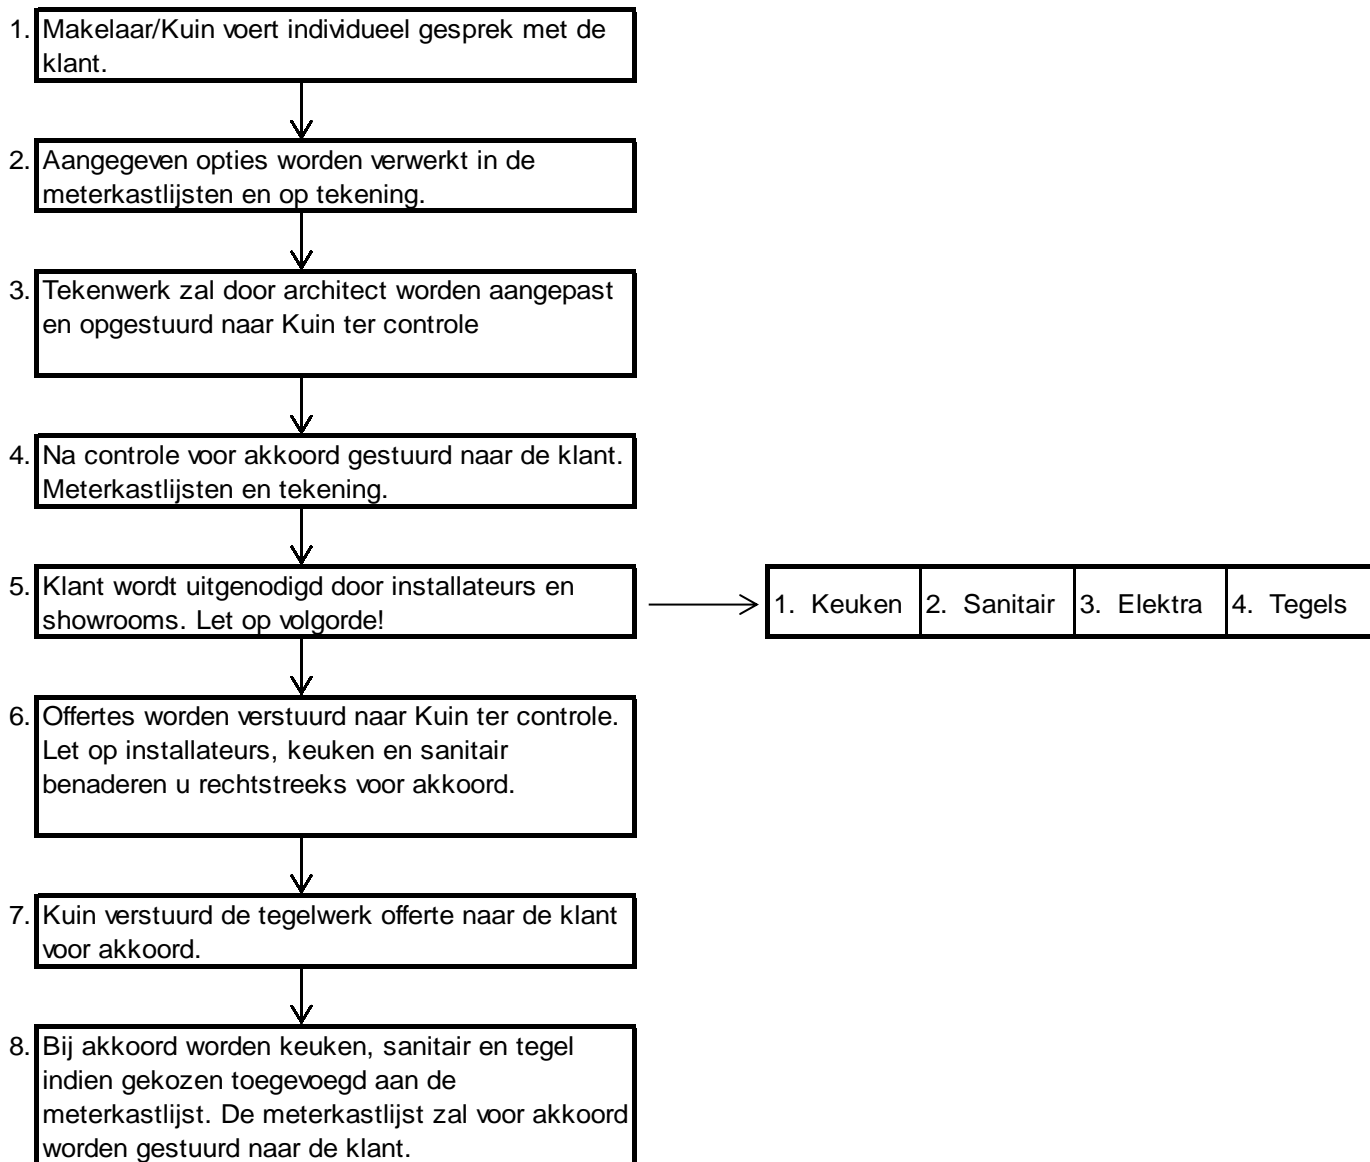 1. Makelaar/Kuin voert individueel gesprek met de
klant.
2. Aangegeven opties worden verwerkt in de
meterkastlijsten en op tekening.
3. Tekenwerk zal door architect worden aangepast
en opgestuurd naar Kuin ter controle
4. Na controle voor akkoord gestuurd naar de klant.
Meterkastlijsten en tekening.
5. Klant wordt uitgenodigd door installateurs en
showrooms. Let op volgorde!
1. Keuken 2. Sanitair 3. Elektra 4. Tegels
6. Offertes worden verstuurd naar Kuin ter controle.
Let op installateurs, keuken en sanitair
benaderen u rechtstreeks voor akkoord.
7. Kuin verstuurd de tegelwerk offerte naar de klant
voor akkoord.
8. Bij akkoord worden keuken, sanitair en tegel
indien gekozen toegevoegd aan de
meterkastlijst. De meterkastlijst zal voor akkoord
worden gestuurd naar de klant.